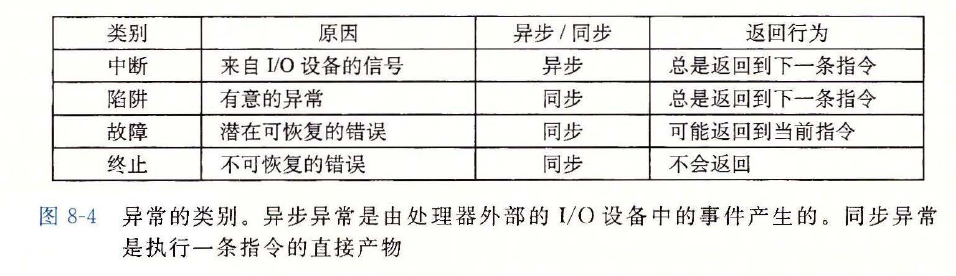 类别 原因 异步/同步 返回行为
中断 来自 I/O 设备的信号 异步 总是返回到下一条指令
陷阱 有意的异常 同步 总是返回到下一条指令
故障 潜在可恢复的错误 同步 可能返回到当前指令
终止 不可恢复的错误 同步 不会返回
图 8-4 异常的类别。异步异常是由处理器外部的 I/O 设备中的事件产生的。同步异常
是执行一条指令的直接产物